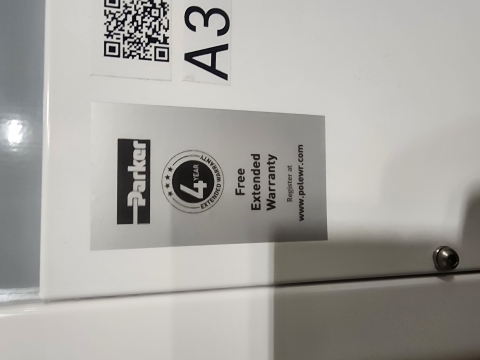 A3
Parker
4
YEAR
EXTENDED WARRANTY
Free
Extended
Warranty
Register at
www.polewr.com